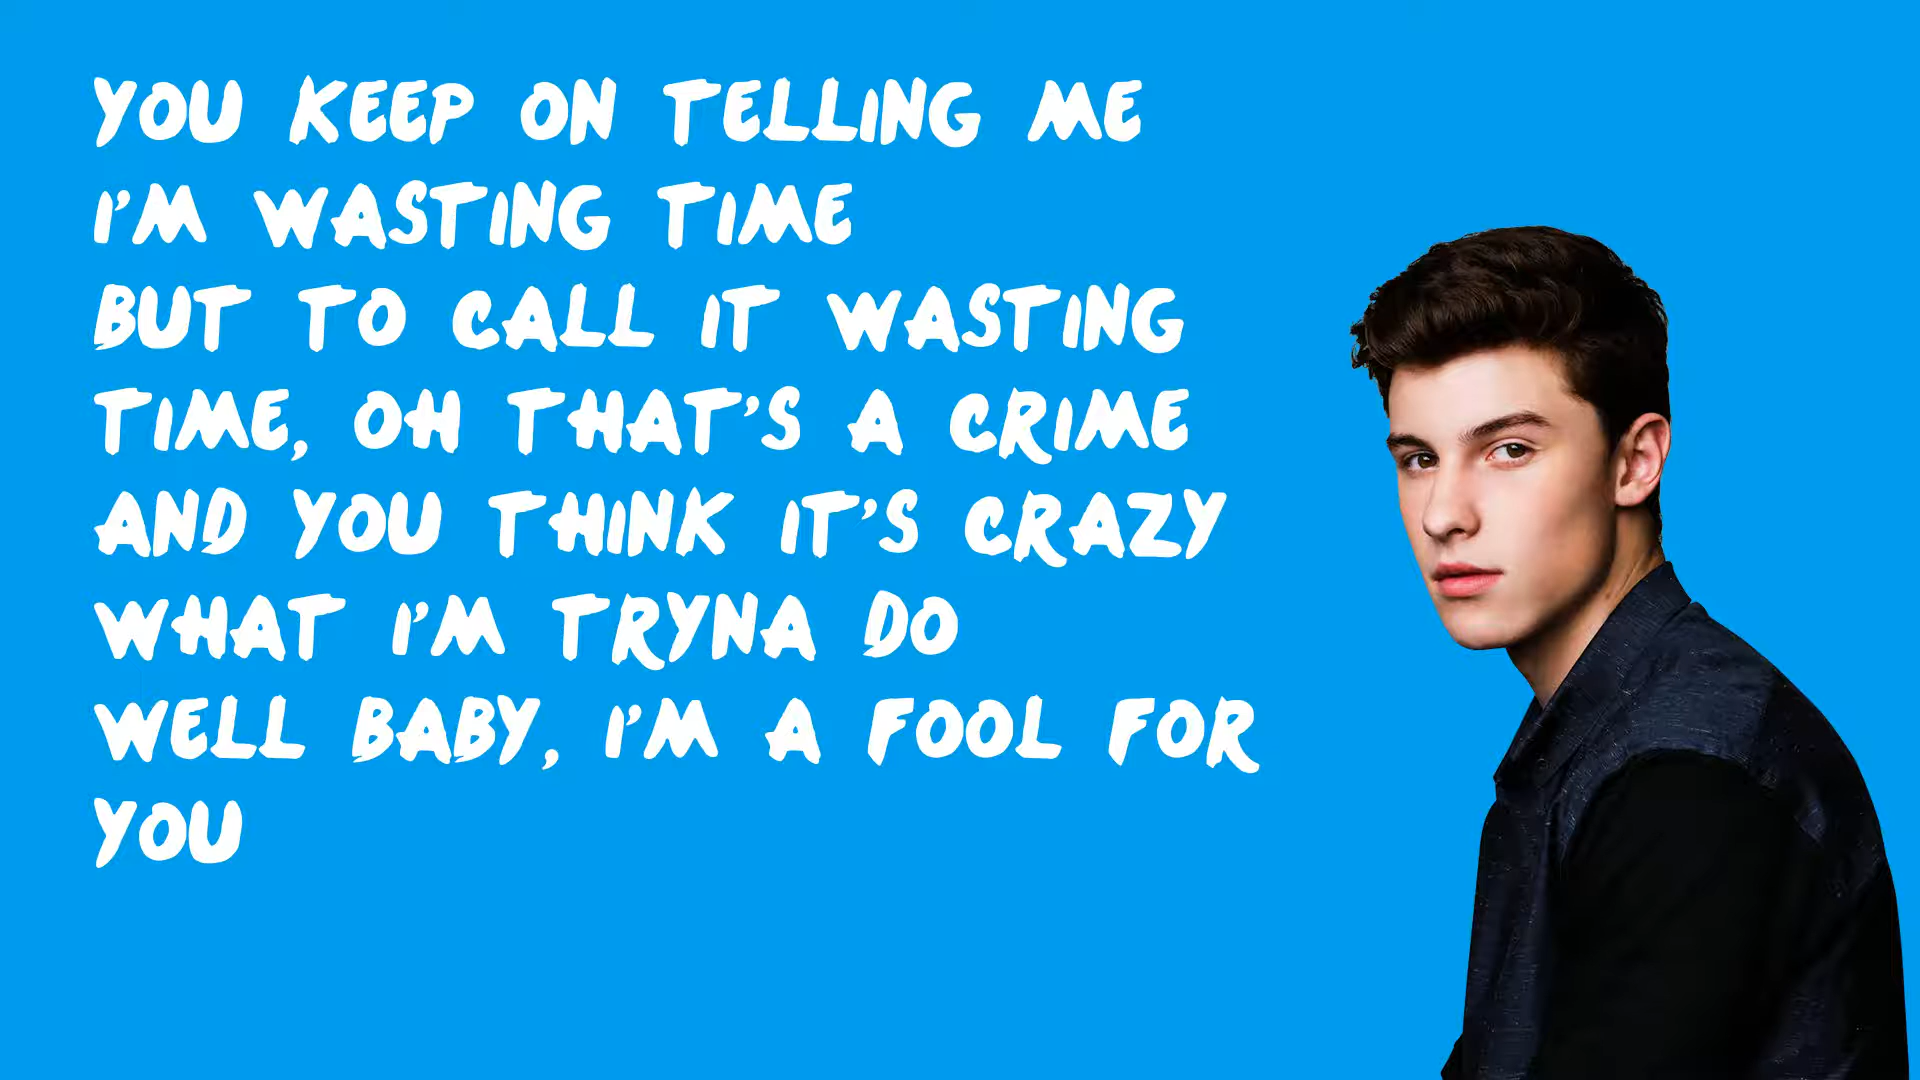 YOU KEEP ON TELLING ME
I'M WASTING TIME
BUT TO CALL IT WASTING
TIME, OH THAT'S A CRIME
AND YOU THINK IT'S CRAZY
WHAT I'M TRYNA DO
WELL BABY, I'M A FOOL FOR
YOU